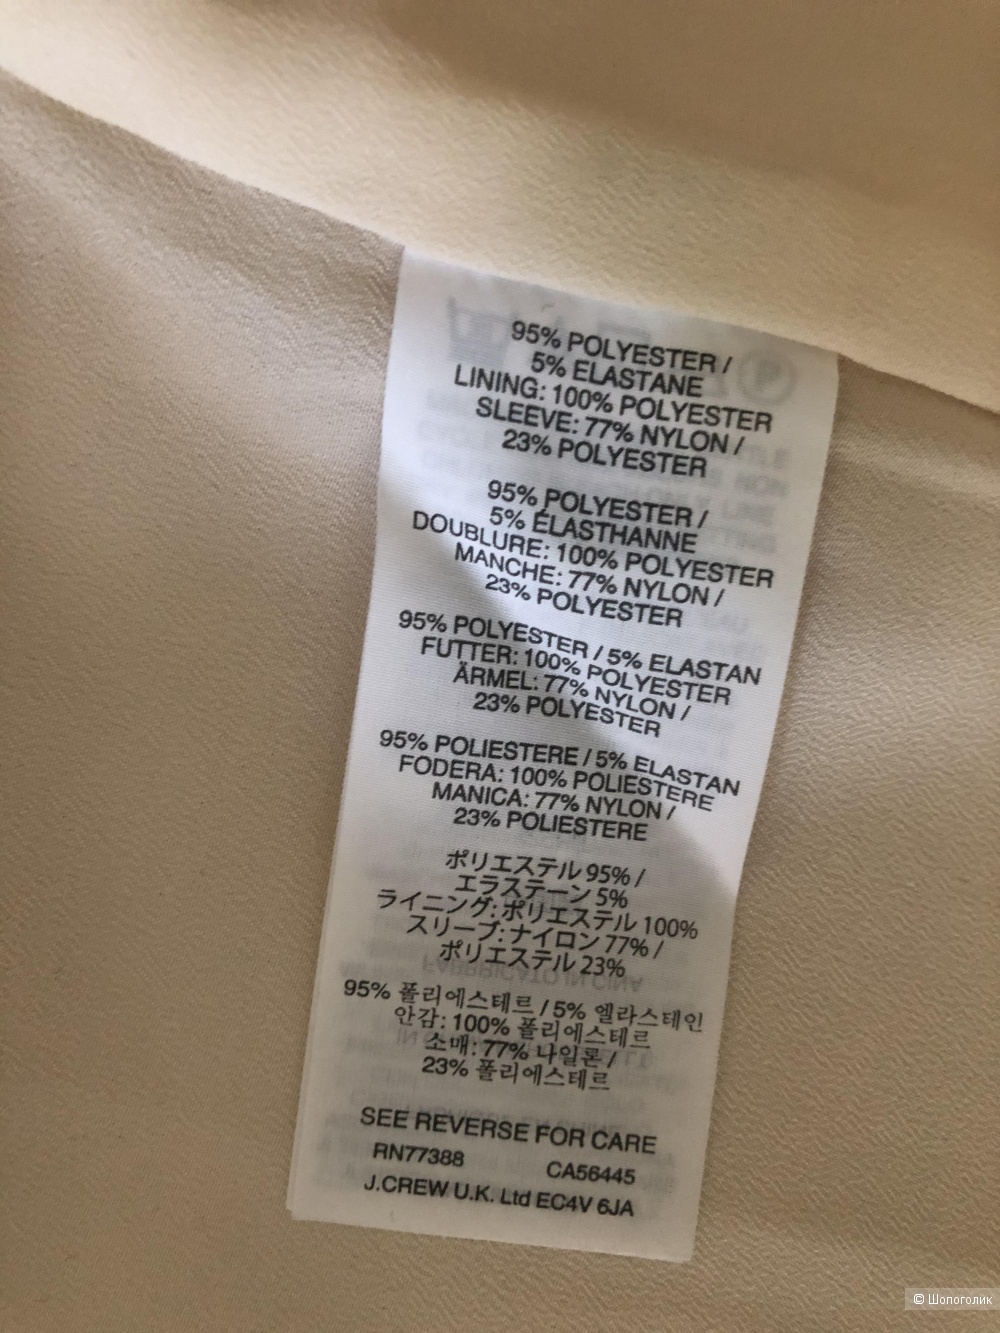 95% POLYESTER /
5% ELASTANE
LINING: 100% POLYESTER
SLEEVE: 77% NYLON /
23% POLYESTER
95% POLYESTER /
5% ÉLASTHANNE
DOUBLURE: 100% POLYESTER
MANCHE: 77% NYLON /
23% POLYESTER
95% POLYESTER / 5% ELASTAN
FUTTER: 100% POLYESTER
ÄRMEL: 77% NYLON /
23% POLYESTER
95% POLIESTERE / 5% ELASTAN
FODERA: 100% POLIESTERE
MANICA: 77% NYLON /
23% POLIESTERE
ポリエステル 95% /
エラステーン 5%
ライニング: ポリエステル 100%
スリーブ: ナイロン 77% /
ポリエステル 23%
95% 폴리에스테르 / 5% 엘라스테인
안감: 100% 폴리에스테르
소매: 77% 나일론 /
23% 폴리에스테르
SEE REVERSE FOR CARE
RN77388 CA56445
J.CREW U.K. Ltd EC4V 6JA
© Шопоголик